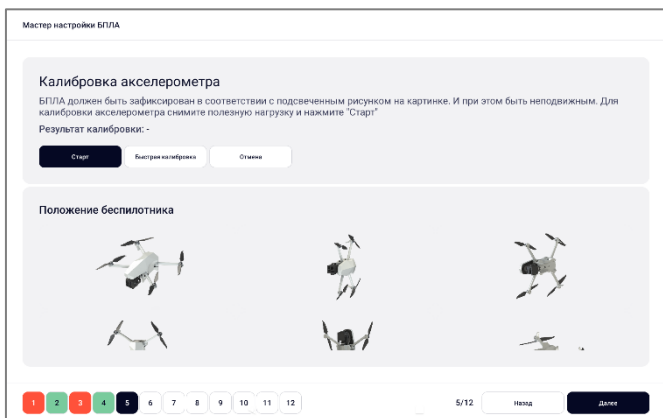 Мастер настройки БПЛА
Калибровка акселерометра
БПЛА должен быть зафиксирован в соответствии с подсвеченным рисунком на картинке. И при этом быть неподвижным. Для
калибровки акселерометра снимите полезную нагрузку и нажмите "Старт"
Результат калибровки: -
Старт Быстрая калибровка Отмена
Положение беспилотника
1 2 3 4 5 6 7 8 9 10 11 12 5/12 Назад Далее